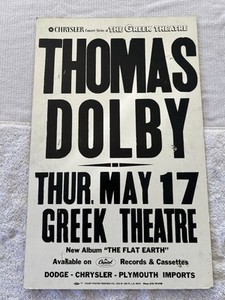 CHRYSLER Concert Series at THE GREEK THEATRE
THOMAS
DOLBY
THUR. MAY 17
GREEK THEATRE
New Album "THE FLAT EARTH"
Available on Capitol Records & Cassettes
DODGE - CHRYSLER - PLYMOUTH IMPORTS